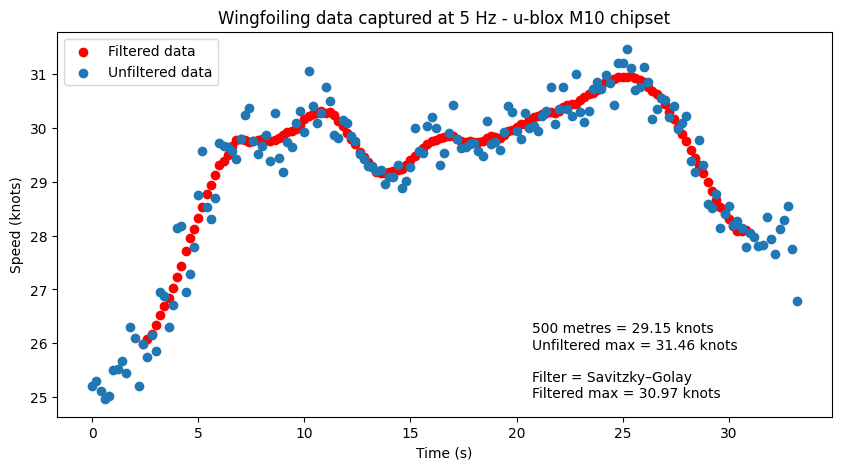 Wingfoiling data captured at 5 Hz - u-blox M10 chipset
Filtered data
Unfiltered data
31
30
29
28
27
26
25
Speed (knots)
500 metres = 29.15 knots
Unfiltered max = 31.46 knots
Filter = Savitzky–Golay
Filtered max = 30.97 knots
0 5 10 15 20 25 30
Time (s)